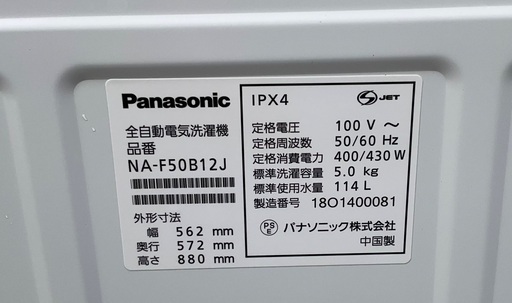 Panasonic
全自動電気洗濯機
品番
NA-F50B12J
外形寸法
幅 562 mm
奥行 572 mm
高さ 880 mm
IPX4
S JET
定格電圧 100 V ~
定格周波数 50/60 Hz
定格消費電力 400/430 W
標準洗濯容量 5.0 kg
標準使用水量 114 L
製造番号 18O1400081
PS
E
パナソニック株式会社
中国製